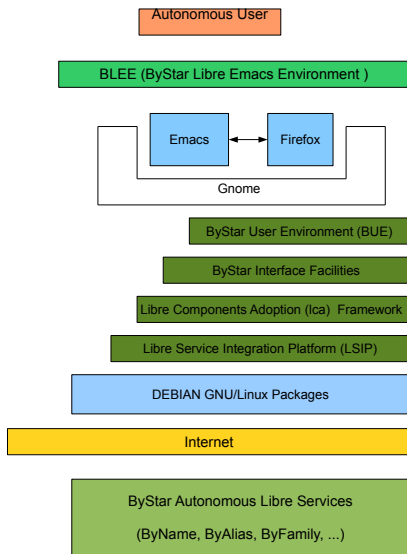 Autonomous User
BLEE (ByStar Libre Emacs Environment )
Emacs
Firefox
Gnome
ByStar User Environment (BUE)
ByStar Interface Facilities
Libre Components Adoption (lca) Framework
Libre Service Integration Platform (LSIP)
DEBIAN GNU/Linux Packages
Internet
ByStar Autonomous Libre Services
(ByName, ByAlias, ByFamily, ...)